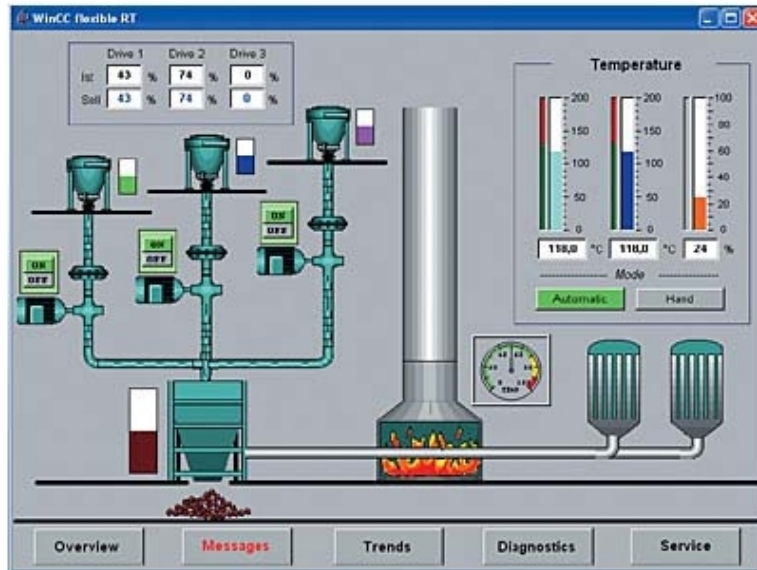 WinCC flexible RT
Drive 1 Drive 2 Drive 3
Ist 43 % 74 % 0 %
Soll 43 % 74 % 0 %
Temperature
200 200 100
150 150 80
100 100 60
50 50 40
0 0 20
0
118,0 °C 118,0 °C 24 %
Mode
Automatic Hand
ON
OFF
ON
OFF
ON
OFF
Overview Messages Trends Diagnostics Service